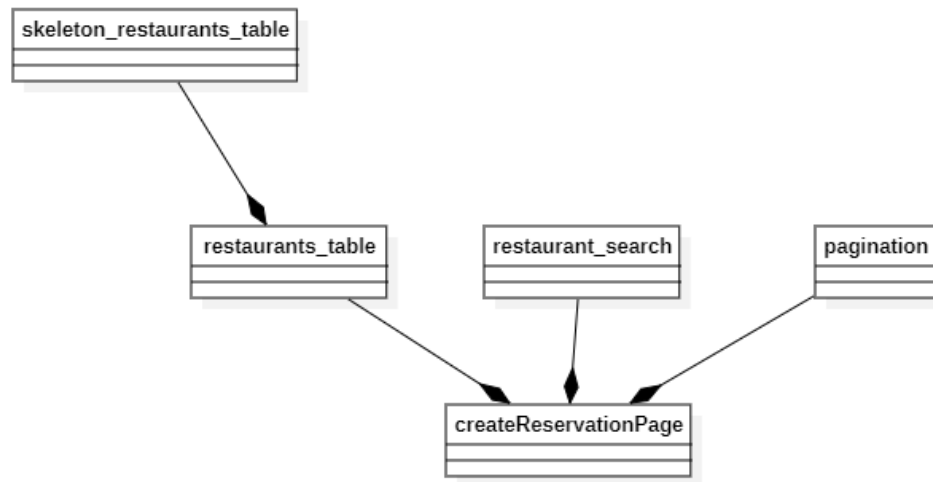 skeleton_restaurants_table
restaurants_table
restaurant_search
pagination
createReservationPage